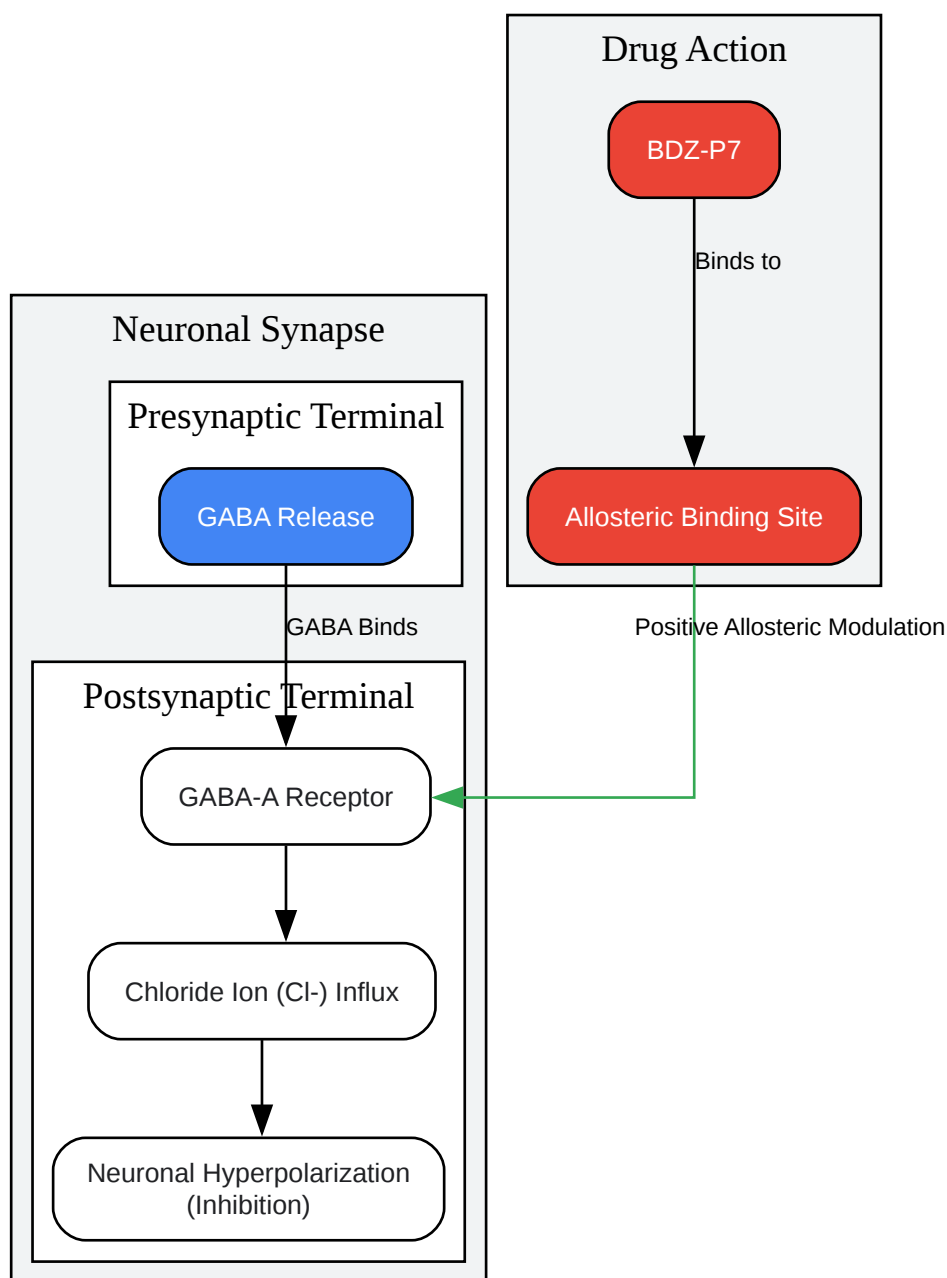 Drug Action
BDZ-P7
Binds to
Neuronal Synapse
Presynaptic Terminal
GABA Release
Allosteric Binding Site
GABA Binds
Positive Allosteric Modulation
Postsynaptic Terminal
GABA-A Receptor
Chloride Ion (Cl-) Influx
Neuronal Hyperpolarization
(Inhibition)